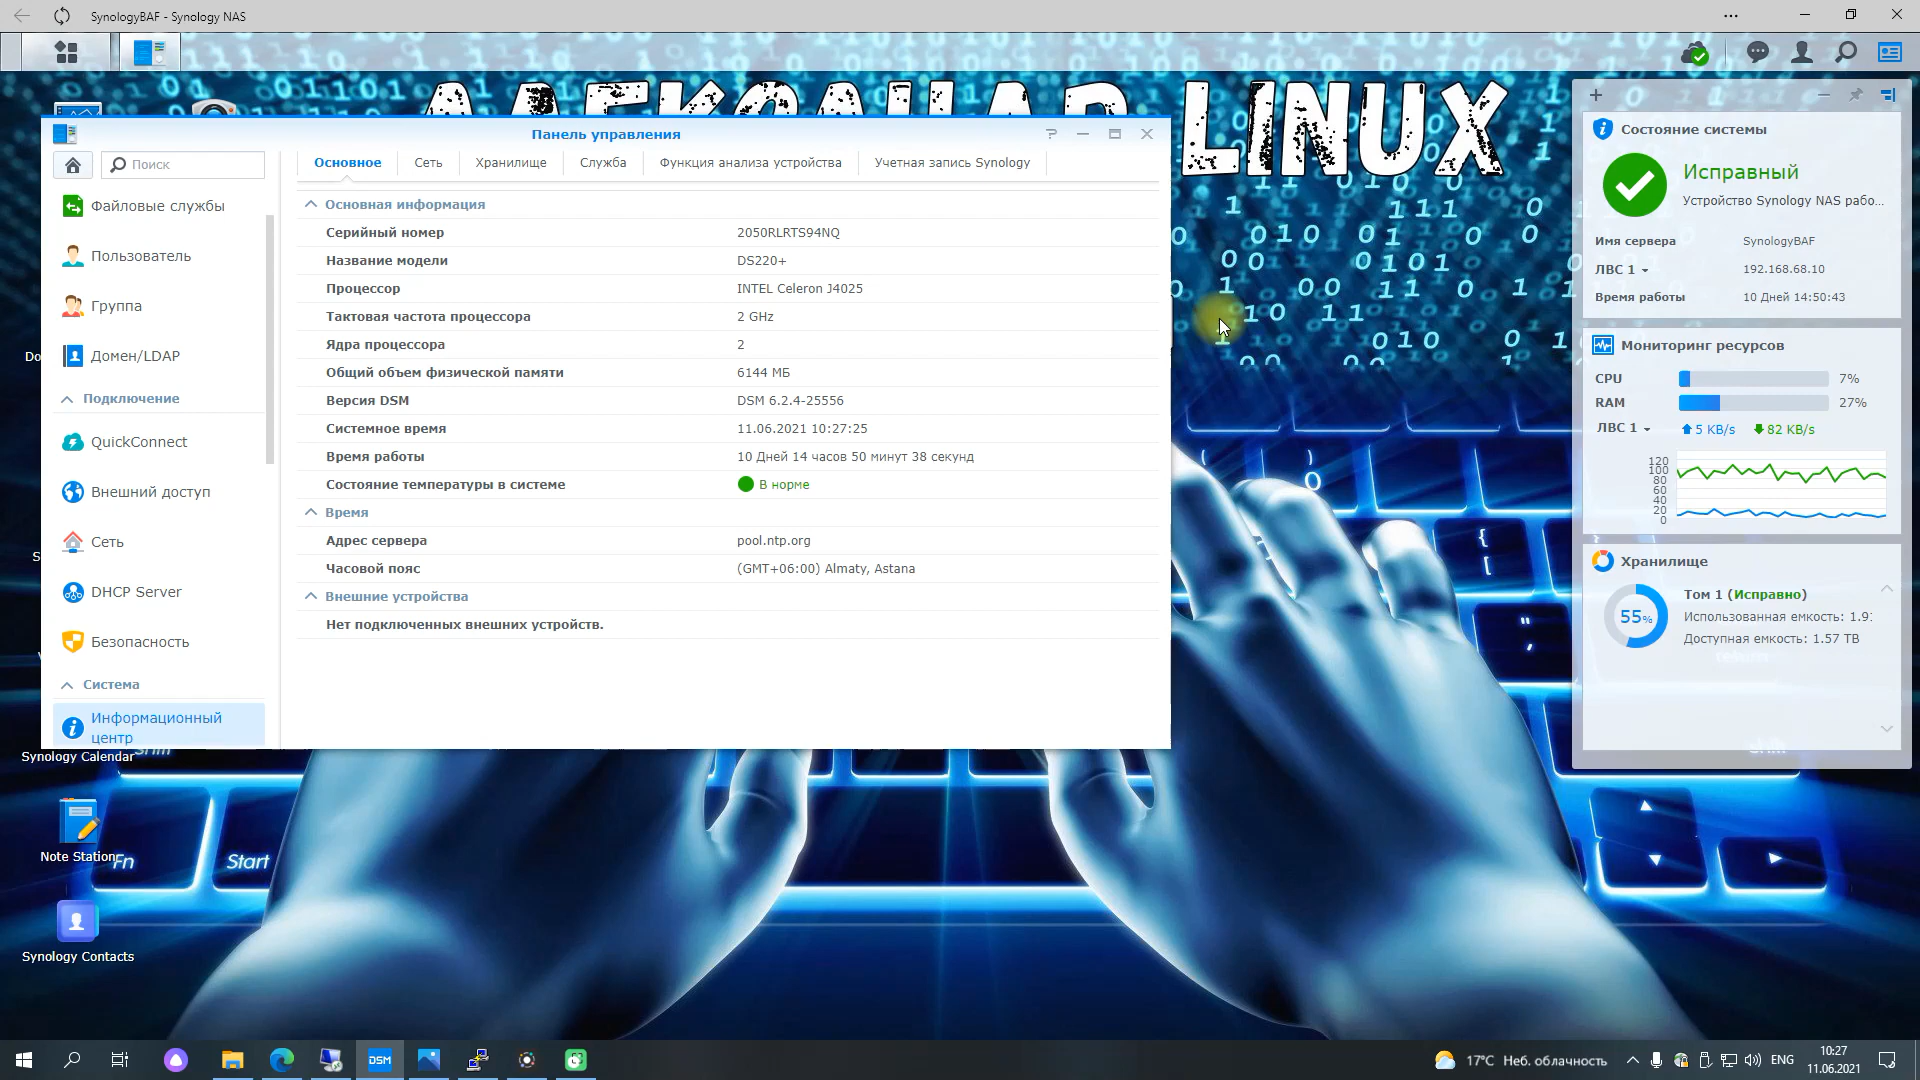 SynologyBAF - Synology NAS
LINUX
Панель управления
Поиск
Основное
Сеть
Хранилище
Служба
Функция анализа устройства
Учетная запись Synology
Файловые службы
Пользователь
Группа
Домен/LDAP
Подключение
QuickConnect
Внешний доступ
Сеть
DHCP Server
Безопасность
Система
Информационный
центр
Основная информация
Серийный номер 2050RLRTS94NQ
Название модели DS220+
Процессор INTEL Celeron J4025
Тактовая частота процессора 2 GHz
Ядра процессора 2
Общий объем физической памяти 6144 МБ
Версия DSM DSM 6.2.4-25556
Системное время 11.06.2021 10:27:25
Время работы 10 Дней 14 часов 50 минут 38 секунд
Состояние температуры в системе В норме
Время
Адрес сервера pool.ntp.org
Часовой пояс (GMT+06:00) Almaty, Astana
Внешние устройства
Нет подключенных внешних устройств.
Состояние системы
Исправный
Устройство Synology NAS рабо...
Имя сервера SynologyBAF
ЛВС 1 192.168.68.10
Время работы 10 Дней 14:50:43
Мониторинг ресурсов
CPU 7%
RAM 27%
ЛВС 1 5 KB/s 82 KB/s
120
100
80
60
40
20
0
Хранилище
55%
Том 1 (Исправно)
Использованная емкость: 1.9
Доступная емкость: 1.57 TB
Synology Calendar
Note Station
Synology Contacts
Fn
Start
DSM
17°C Неб. облачность
ENG
10:27
11.06.2021